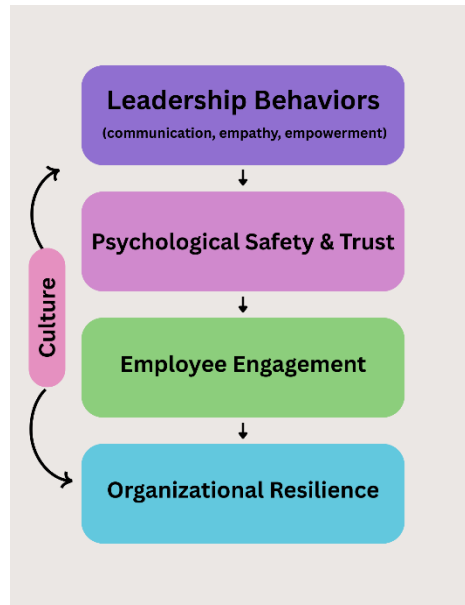 Leadership Behaviors
(communication, empathy, empowerment)
Psychological Safety & Trust
Culture
Employee Engagement
Organizational Resilience